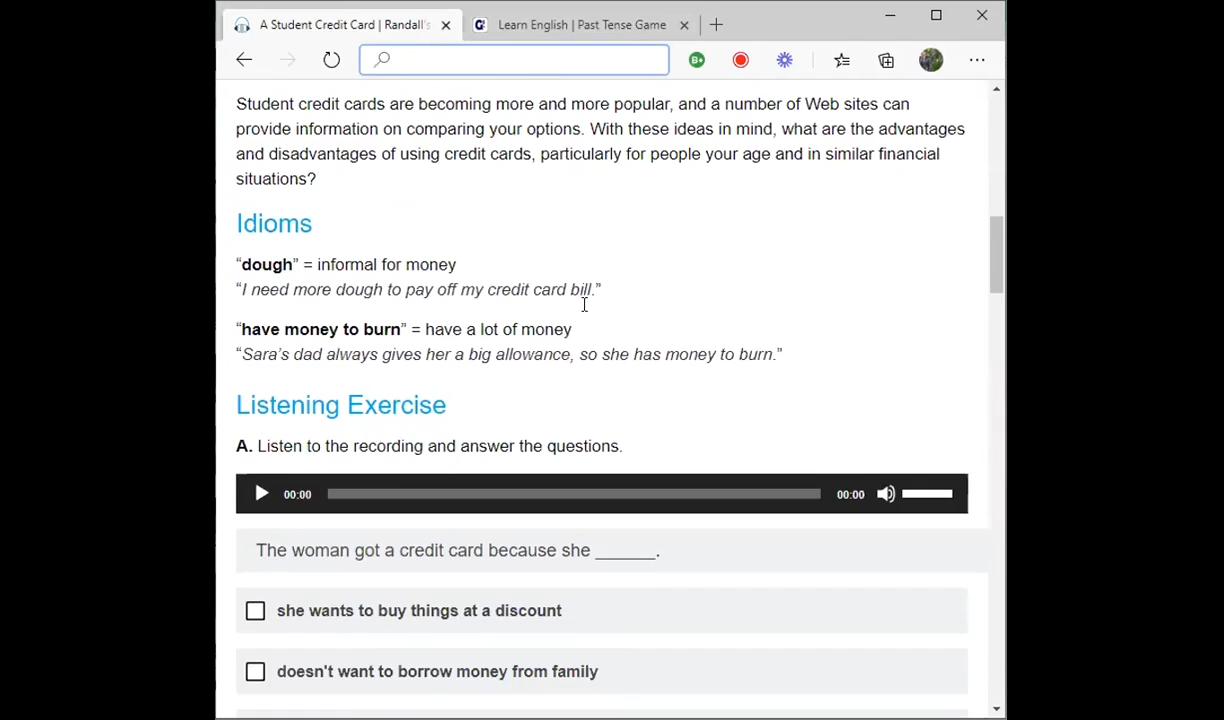 A Student Credit Card | Randall's
Learn English | Past Tense Game
Student credit cards are becoming more and more popular, and a number of Web sites can
provide information on comparing your options. With these ideas in mind, what are the advantages
and disadvantages of using credit cards, particularly for people your age and in similar financial
situations?
Idioms
“dough” = informal for money
“I need more dough to pay off my credit card bill.”
“have money to burn” = have a lot of money
“Sara’s dad always gives her a big allowance, so she has money to burn.”
Listening Exercise
A. Listen to the recording and answer the questions.
00:00 00:00
The woman got a credit card because she ______.
she wants to buy things at a discount
doesn't want to borrow money from family